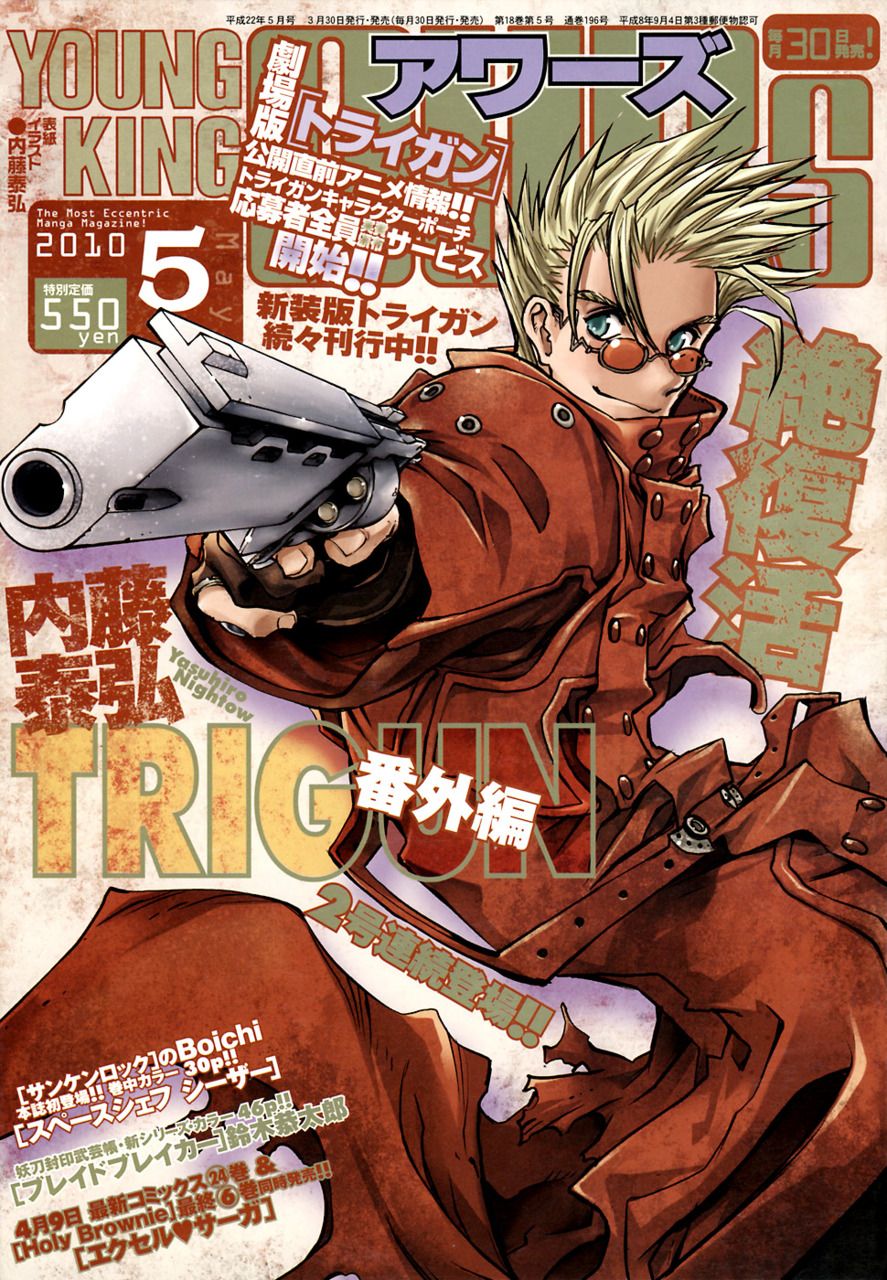 平成22年5月号 3月30日発行・発売(毎月30日発行・発売) 第18巻第5号 通巻196号 平成8年9月4日第3種郵便物認可
YOUNG
KING
OURS
アワーズ
毎月30日発売!
表紙イラスト●内藤泰弘
The Most Eccentric
Manga Magazine!
2010
5
May
特別定価
550
yen
劇場版
[トライガン]
公開直前アニメ情報!!
トライガンキャラクターポーチ
応募者全員サービス
開始!!
新装版トライガン
続々刊行中!!
絶復活
内藤
泰弘
Yasuhiro
Nightow
TRIGUN
番外編
2号連続登場!!
[サンケンロック]のBoichi
本誌初登場!! 巻中カラー 30p!!
[スペースシェフ シーザー]
妖刀封印武芸帳・新シリーズ・カラー 46p!!
[ブレイドブレイカー]鈴木恭太郎
4月9日 最新コミックス24巻 &
[Holy Brownie]最終6巻同時発売!!
[エクセル♥サーガ]